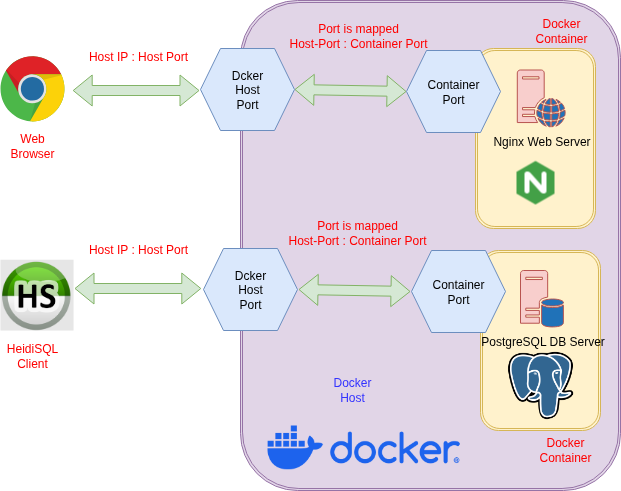 Port is mapped
Host-Port : Container Port
Docker
Container
Host IP : Host Port
Dcker
Host
Port
Container
Port
Nginx Web Server
N
Web
Browser
Port is mapped
Host-Port : Container Port
Host IP : Host Port
Dcker
Host
Port
Container
Port
HS
PostgreSQL DB Server
HeidiSQL
Client
Docker
Host
docker
Docker
Container